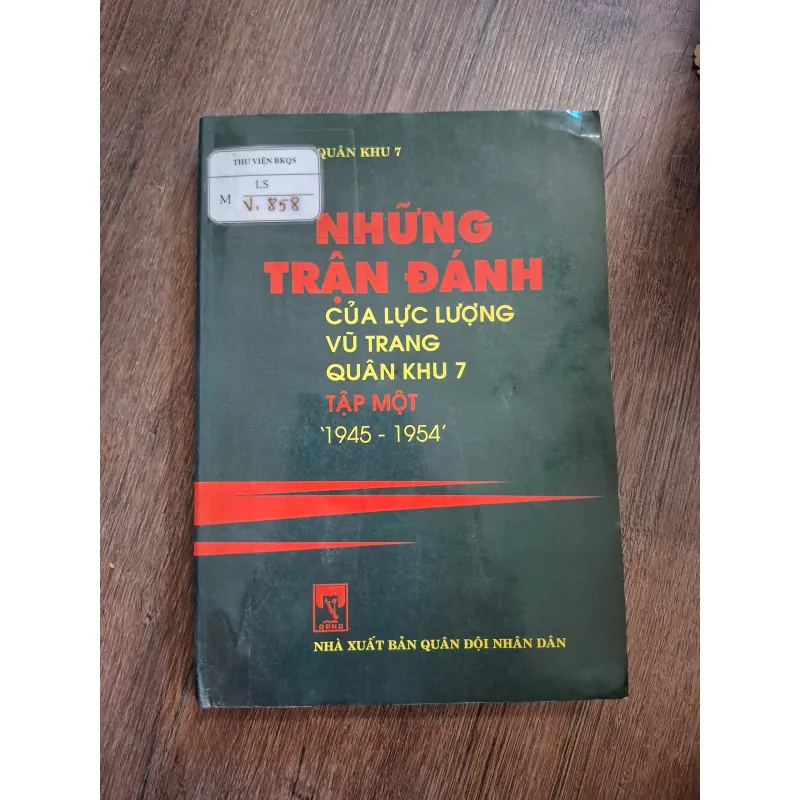 QUÂN KHU 7
THƯ VIỆN BKQS
LS
M
V. 858
NHỮNG
TRẬN ĐÁNH
CỦA LỰC LƯỢNG
VŨ TRANG
QUÂN KHU 7
TẬP MỘT
‘1945 - 1954’
QĐND
NHÀ XUẤT BẢN QUÂN ĐỘI NHÂN DÂN